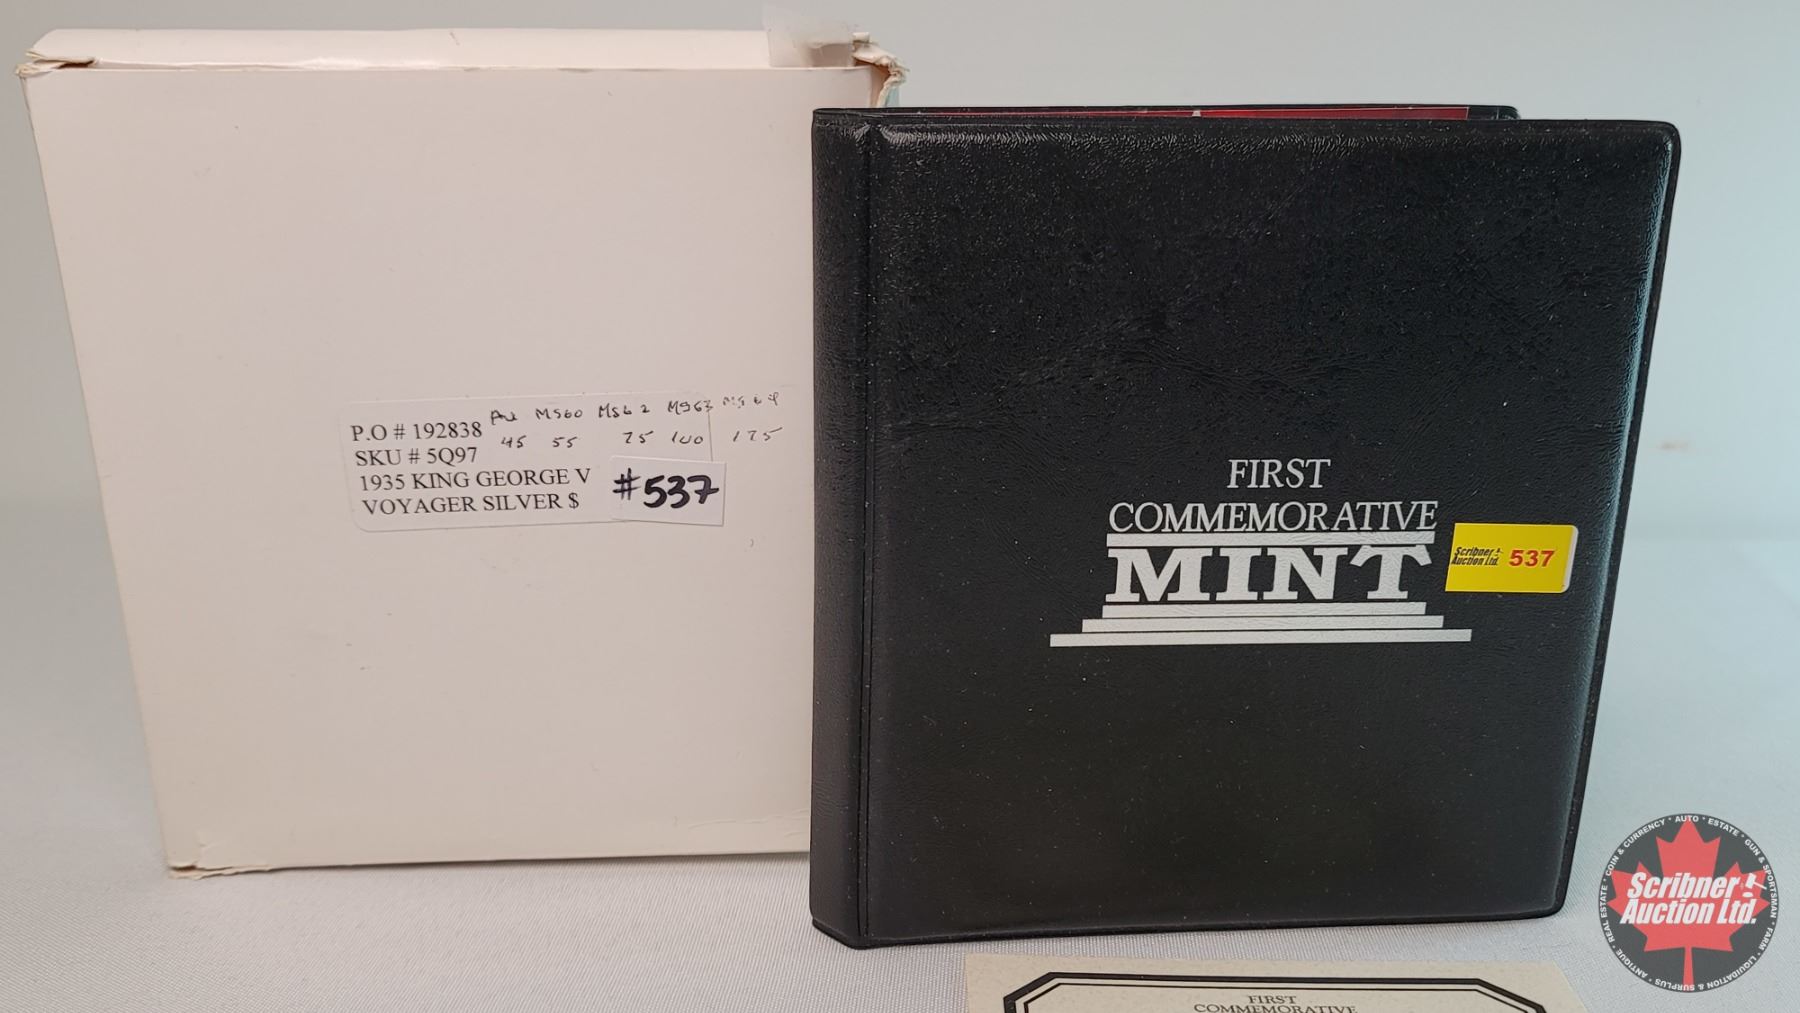 P.O # 192838
SKU # 5Q97
1935 KING GEORGE V
VOYAGER SILVER $
AU MS60 MS62 MS63 MS64
45 55 75 100 175
#537
FIRST
COMMEMORATIVE
MINT
Scribner
Auction Ltd. 537
FIRST
COMMEMORATIVE
COIN & CURRENCY * AUTO * ESTATE * GUN & SPORTSMAN * FARM * LIQUIDATION & SURPLUS * ANTIQUE * REAL ESTATE
Scribner
Auction Ltd.